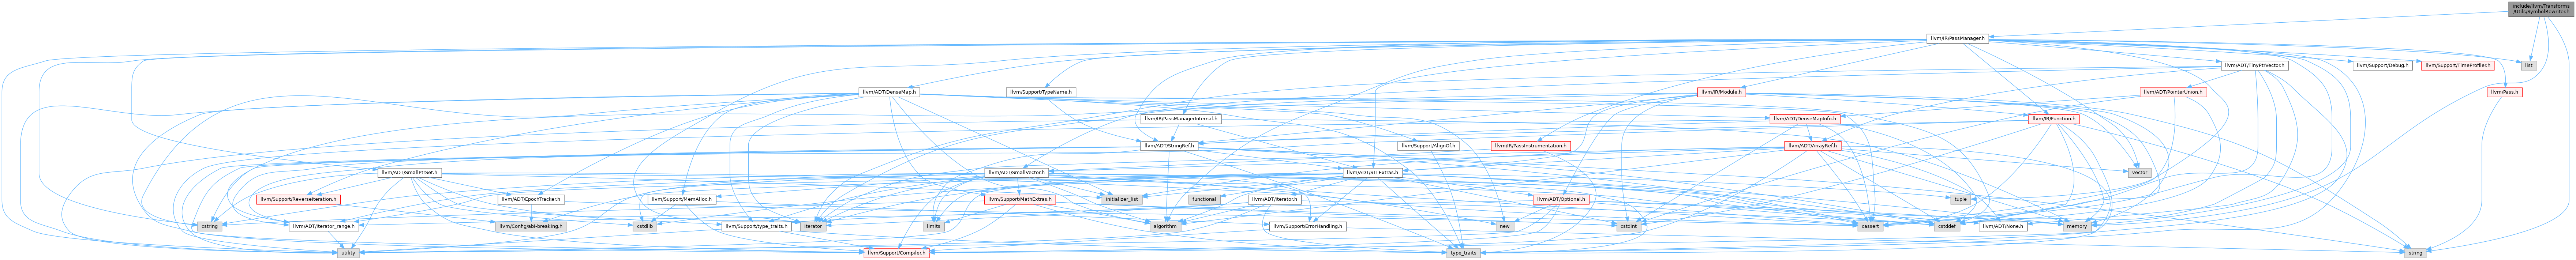 include/llvm/Transforms
/Utils/SymbolRewriter.h
llvm/IR/PassManager.h
llvm/ADT/TinyPtrVector.h
llvm/Support/Debug.h
llvm/Support/TimeProfiler.h
list
llvm/ADT/DenseMap.h
llvm/Support/TypeName.h
llvm/IR/Module.h
llvm/ADT/PointerUnion.h
llvm/Pass.h
llvm/IR/PassManagerInternal.h
llvm/ADT/DenseMapInfo.h
llvm/IR/Function.h
llvm/ADT/StringRef.h
llvm/Support/AlignOf.h
llvm/IR/PassInstrumentation.h
llvm/ADT/ArrayRef.h
llvm/ADT/SmallPtrSet.h
llvm/ADT/SmallVector.h
llvm/ADT/STLExtras.h
vector
llvm/Support/ReverseIteration.h
llvm/ADT/EpochTracker.h
llvm/Support/MemAlloc.h
llvm/Support/MathExtras.h
initializer_list
functional
llvm/ADT/iterator.h
llvm/ADT/Optional.h
tuple
cstring
llvm/ADT/iterator_range.h
llvm/Config/abi-breaking.h
cstdlib
llvm/Support/type_traits.h
iterator
limits
algorithm
llvm/Support/ErrorHandling.h
new
cstdint
cassert
cstddef
llvm/ADT/None.h
memory
utility
llvm/Support/Compiler.h
type_traits
string